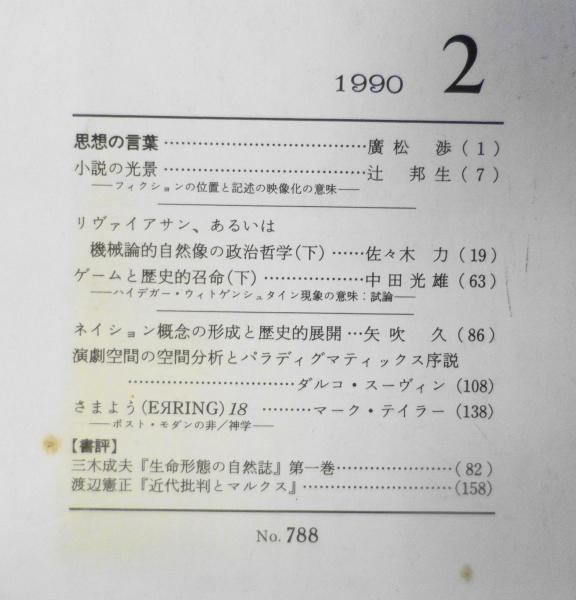 1990 2
思想の言葉……………………………廣松 渉(1)
小説の光景……………………………辻 邦生(7)
──フィクションの位置と記述の映像化の意味──
リヴァイアサン、あるいは
機械論的自然像の政治哲学(下)……佐々木 力(19)
ゲームと歴史的召命(下)………………中田光雄(63)
──ハイデガー・ウィトゲンシュタイン現象の意味：試論──
ネイション概念の形成と歴史的展開…矢吹 久(86)
演劇空間の空間分析とパラディグマティックス序説
…………………………ダルコ・スーヴィン(108)
さまよう(EЯRING)18 ………マーク・テイラー(138)
──ポスト・モダンの非／神学──
【書評】
三木成夫『生命形態の自然誌』第一巻…………………(82)
渡辺憲正『近代批判とマルクス』………………………(158)
No. 788